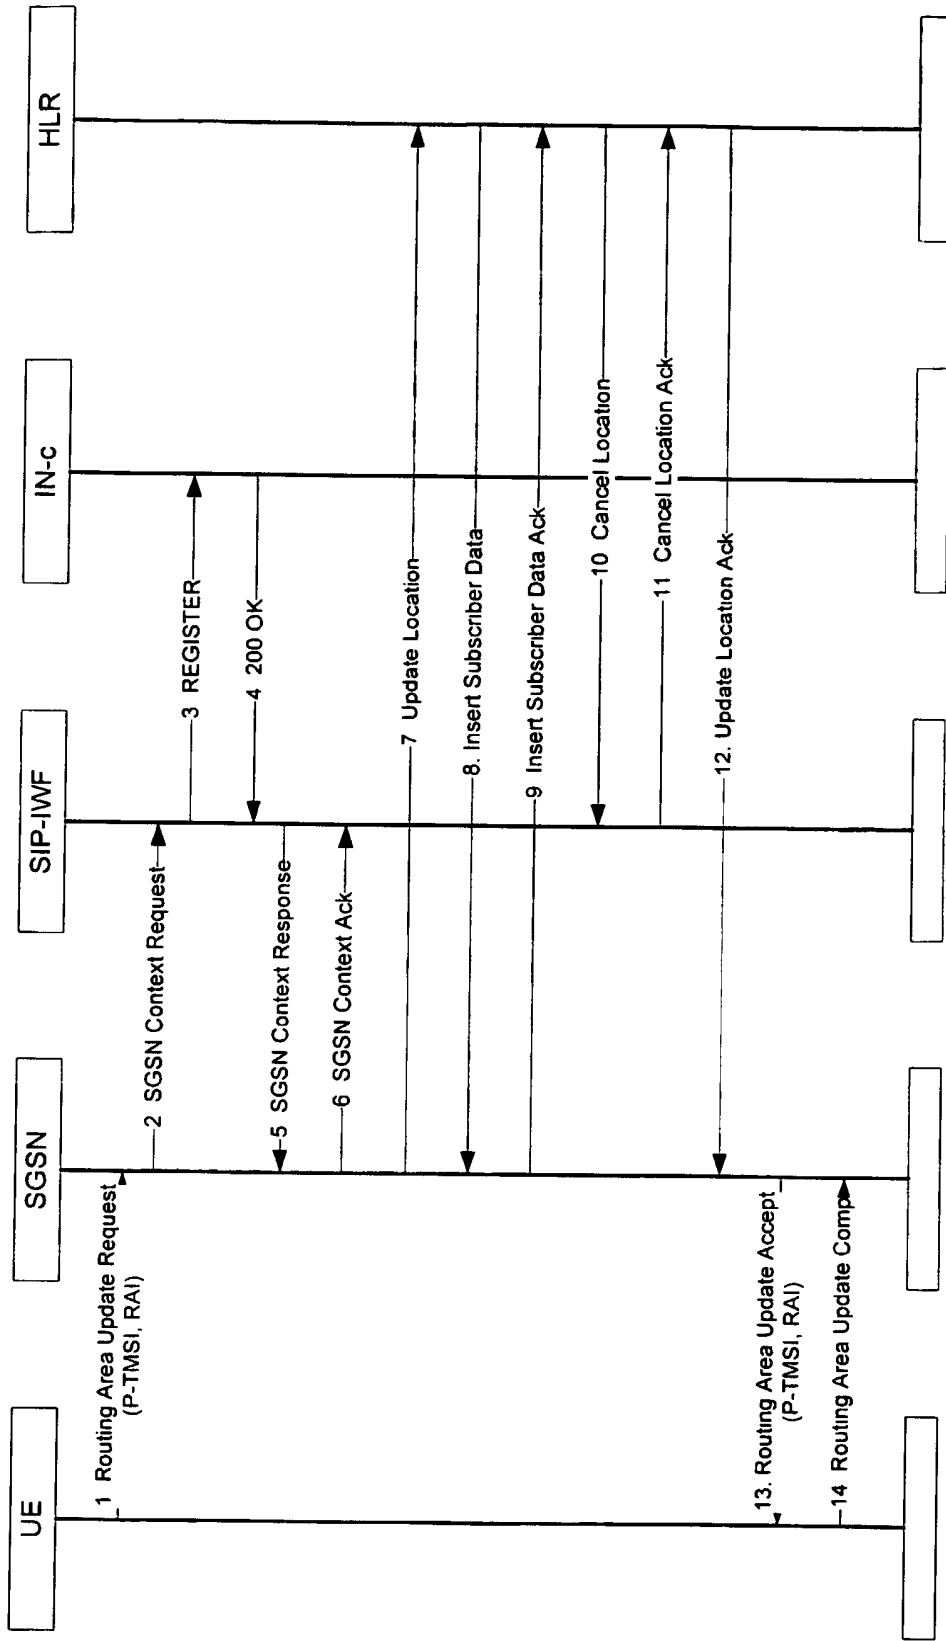 UE
SGSN
SIP-IWF
IN-c
HLR
1 Routing Area Update Request
(P-TMSI, RAI)
2 SGSN Context Request
3 REGISTER
4 200 OK
5 SGSN Context Response
6 SGSN Context Ack
7 Update Location
8. Insert Subscriber Data
9 Insert Subscriber Data Ack
10 Cancel Location
11 Cancel Location Ack
12. Update Location Ack
13. Routing Area Update Accept
(P-TMSI, RAI)
14 Routing Area Update Comp